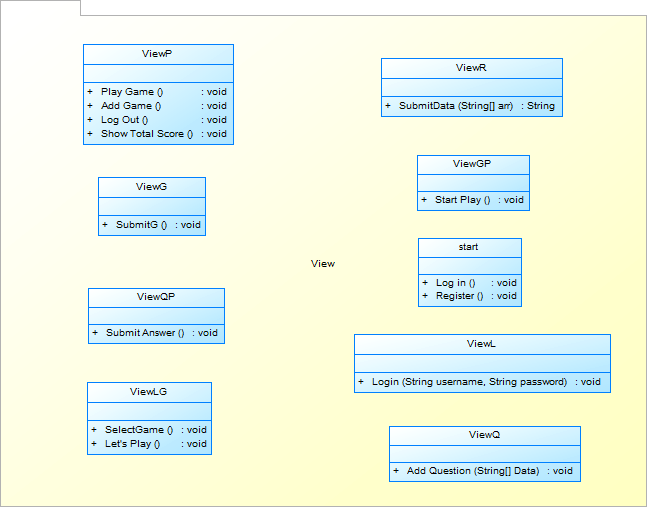 ViewP
+ Play Game () : void
+ Add Game () : void
+ Log Out () : void
+ Show Total Score () : void
ViewR
+ SubmitData (String[] arr) : String
ViewG
+ SubmitG () : void
ViewGP
+ Start Play () : void
View
start
+ Log in () : void
+ Register () : void
ViewQP
+ Submit Answer () : void
ViewL
+ Login (String username, String password) : void
ViewLG
+ SelectGame () : void
+ Let's Play () : void
ViewQ
+ Add Question (String[] Data) : void